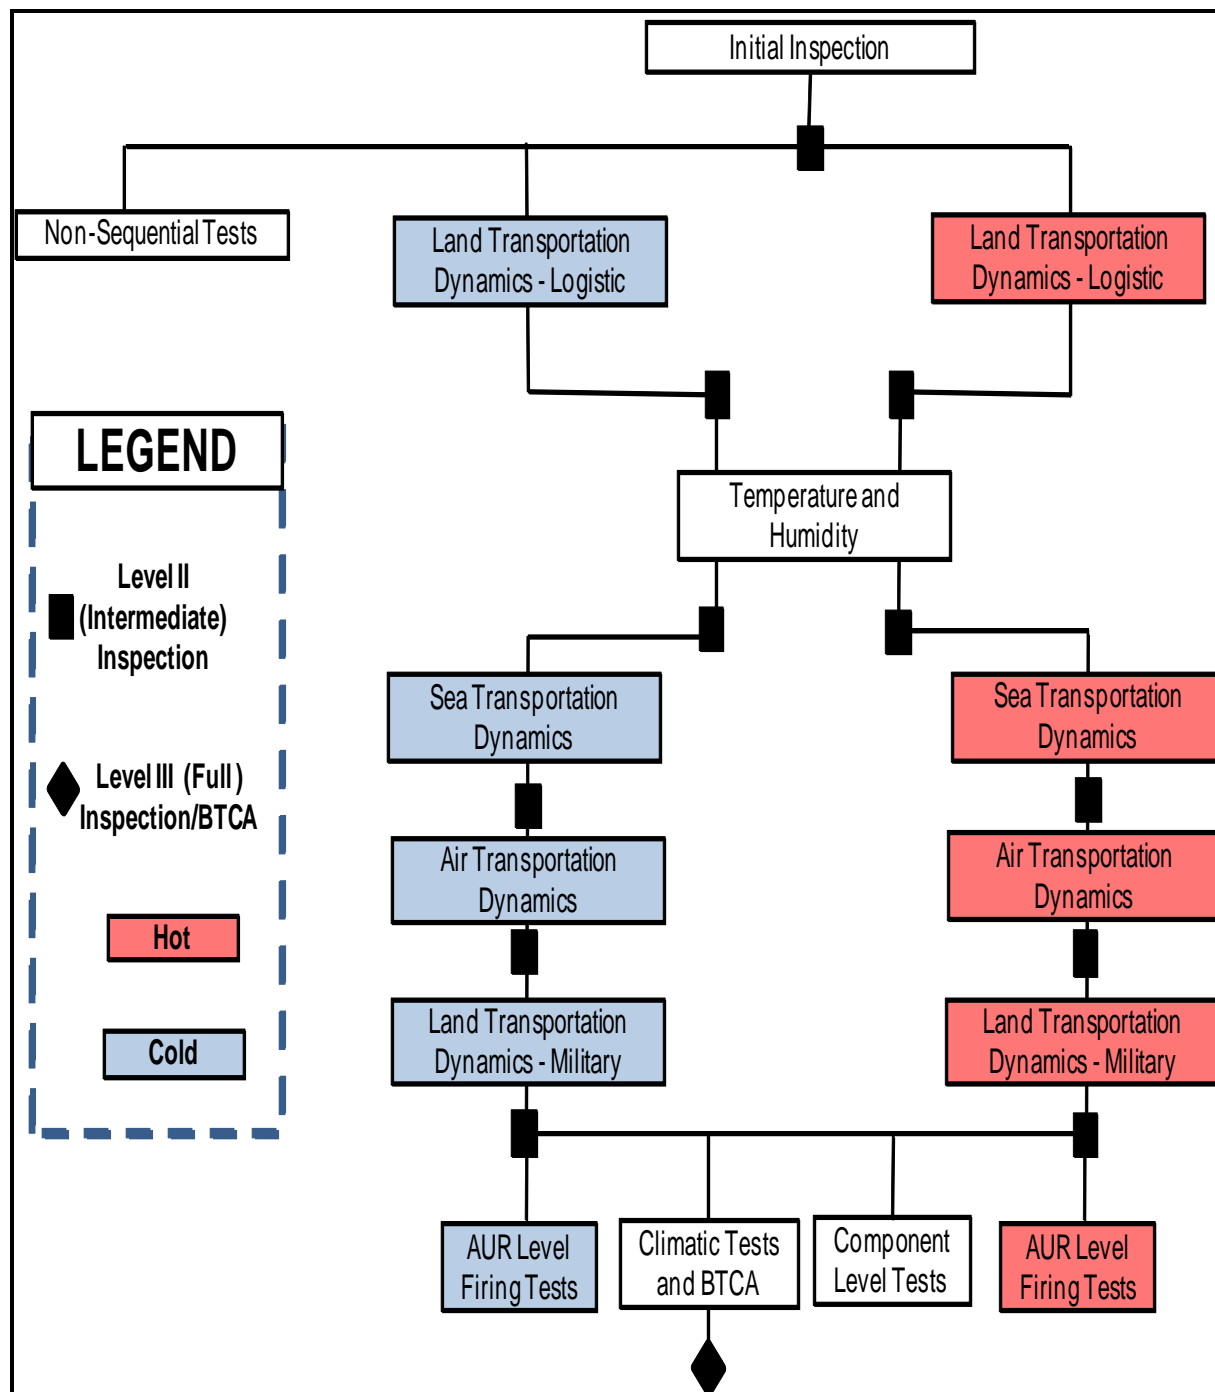 Initial Inspection
Non-Sequential Tests
Land Transportation
Dynamics - Logistic
Land Transportation
Dynamics - Logistic
LEGEND
Level II
(Intermediate)
Inspection
Level III (Full)
Inspection/BTCA
Hot
Cold
Temperature and
Humidity
Sea Transportation
Dynamics
Sea Transportation
Dynamics
Air Transportation
Dynamics
Air Transportation
Dynamics
Land Transportation
Dynamics - Military
Land Transportation
Dynamics - Military
AUR Level
Firing Tests
Climatic Tests
and BTCA
Component
Level Tests
AUR Level
Firing Tests